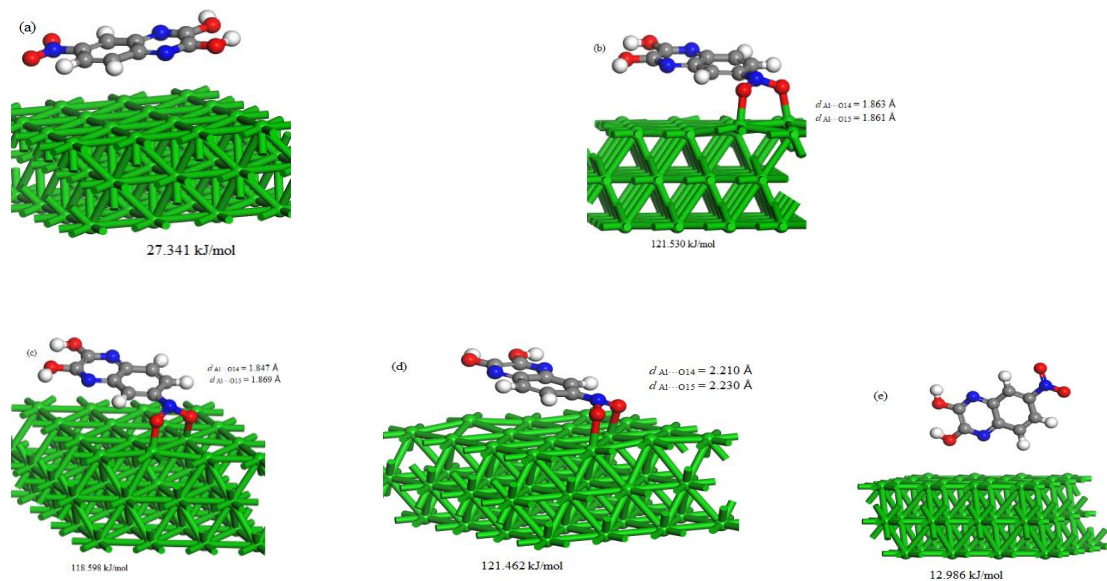 (a)
27.341 kJ/mol
(b)
d Al···O14 = 1.863 Å
d Al···O15 = 1.861 Å
121.530 kJ/mol
(c)
d Al···O14 = 1.847 Å
d Al···O15 = 1.869 Å
118.598 kJ/mol
(d)
d Al···O14 = 2.210 Å
d Al···O15 = 2.230 Å
121.462 kJ/mol
(e)
12.986 kJ/mol